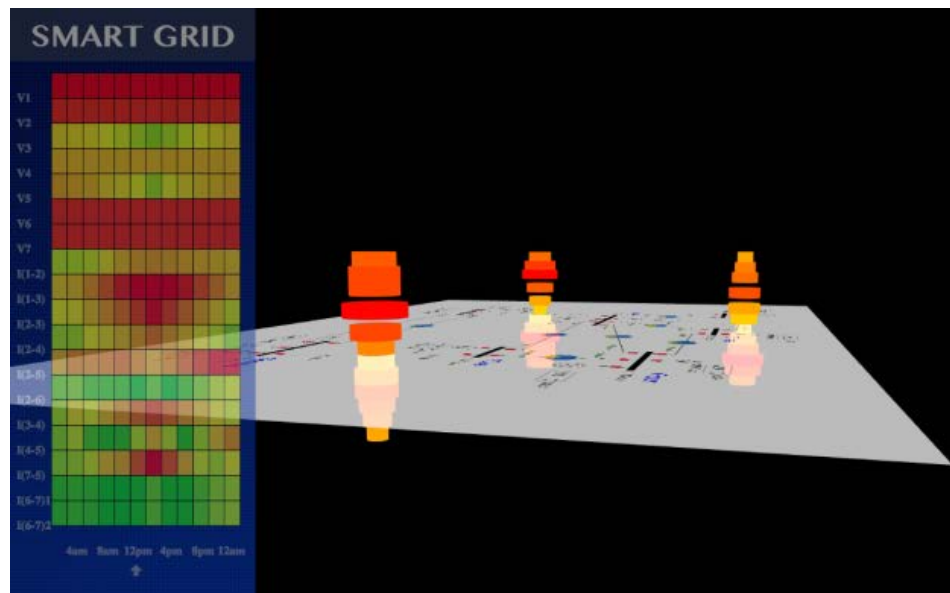 SMART GRID
V1
V2
V3
V4
V5
V6
V7
I(1-2)
I(1-3)
I(2-3)
I(2-4)
I(2-5)
I(2-6)
I(3-4)
I(4-5)
I(7-5)
I(6-7)1
I(6-7)2
4am 8am 12pm 4pm 8pm 12am